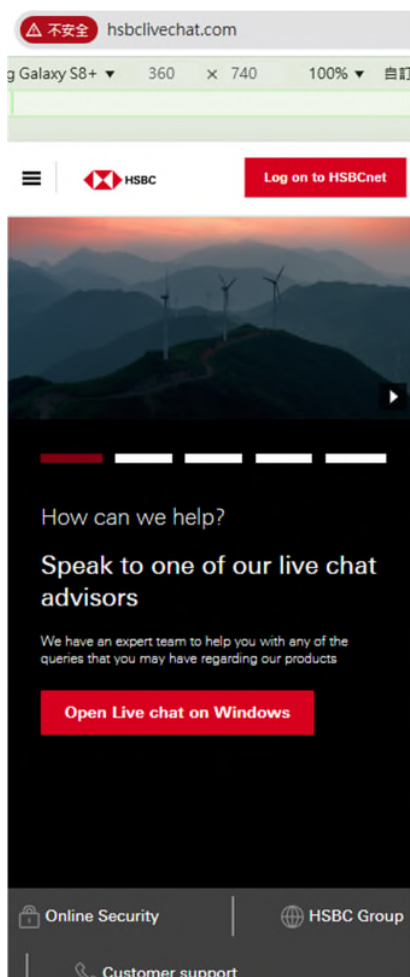 不安全 hsbclivechat.com
g Galaxy S8+ ▼ 360 × 740 100% ▼
HSBC Log on to HSBCnet
How can we help?
Speak to one of our live chat
advisors
We have an expert team to help you with any of the
queries that you may have regarding our products
Open Live chat on Windows
Online Security HSBC Group
Customer support